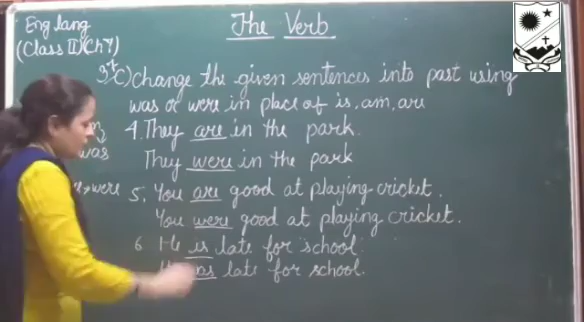 Eng lang
(Class II)(Ch 7)
The Verb
C) Change the given sentences into past using
was or were in place of is, am, are
4. They are in the park.
They were in the park
was
were
5. You are good at playing cricket.
You were good at playing cricket.
6 He is late for school.
late for school.